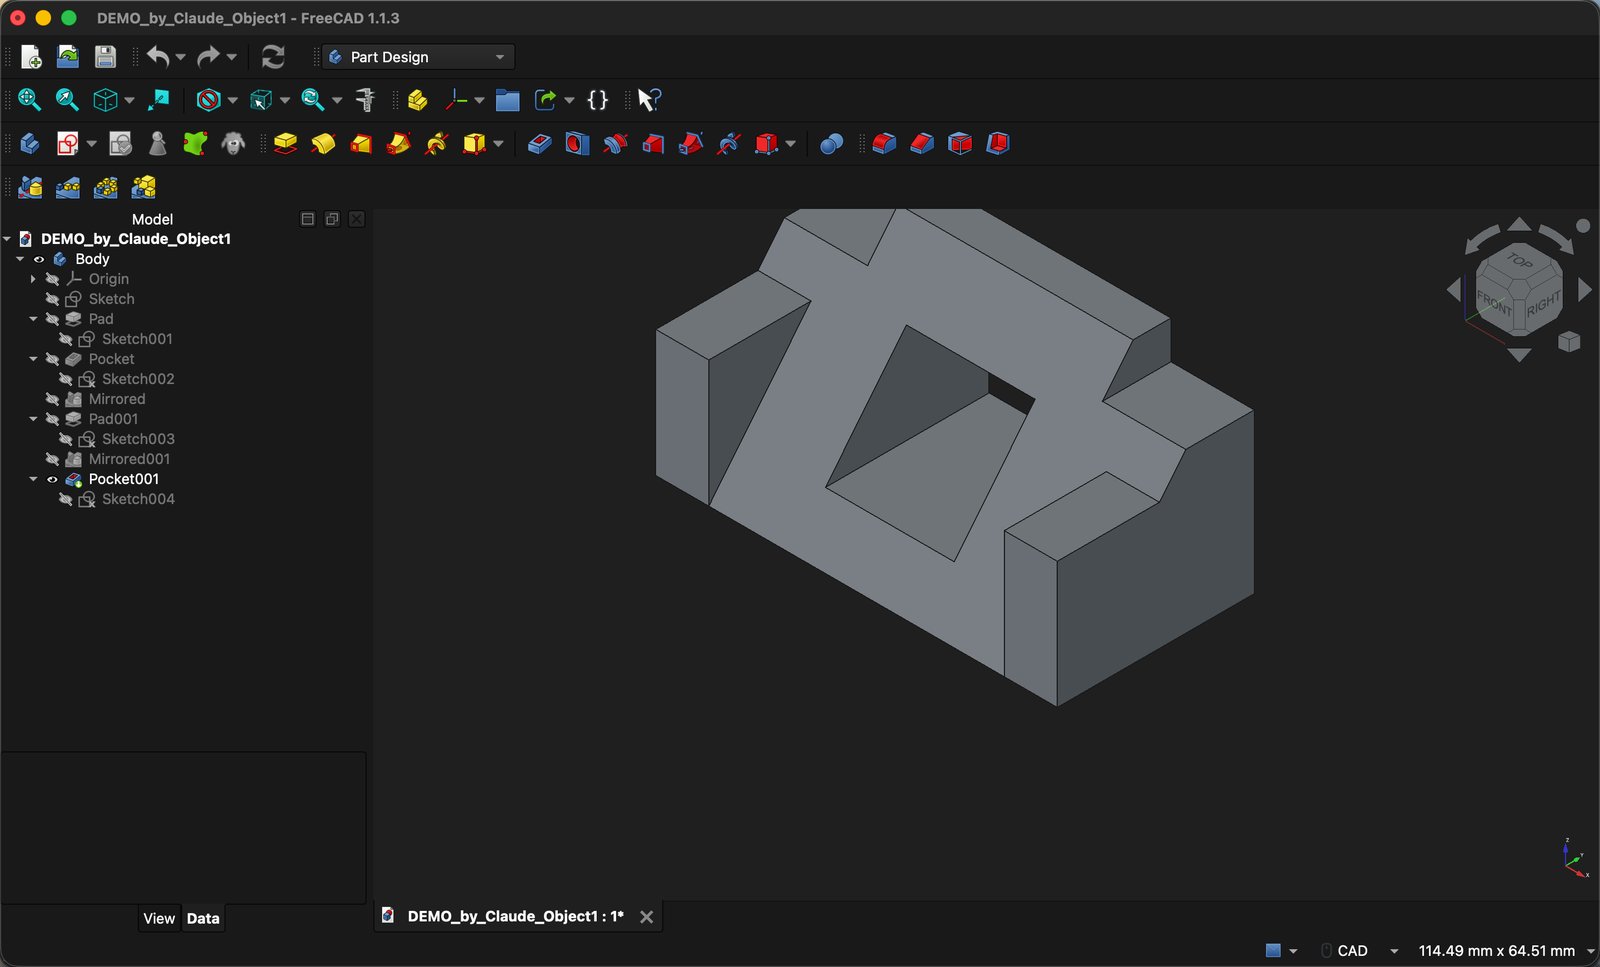 DEMO_by_Claude_Object1 - FreeCAD 1.1.3
Part Design
Model
DEMO_by_Claude_Object1
Body
Origin
Sketch
Pad
Sketch001
Pocket
Sketch002
Mirrored
Pad001
Sketch003
Mirrored001
Pocket001
Sketch004
TOP
FRONT
RIGHT
Z
Y
X
View
Data
DEMO_by_Claude_Object1 : 1*
CAD
114.49 mm x 64.51 mm